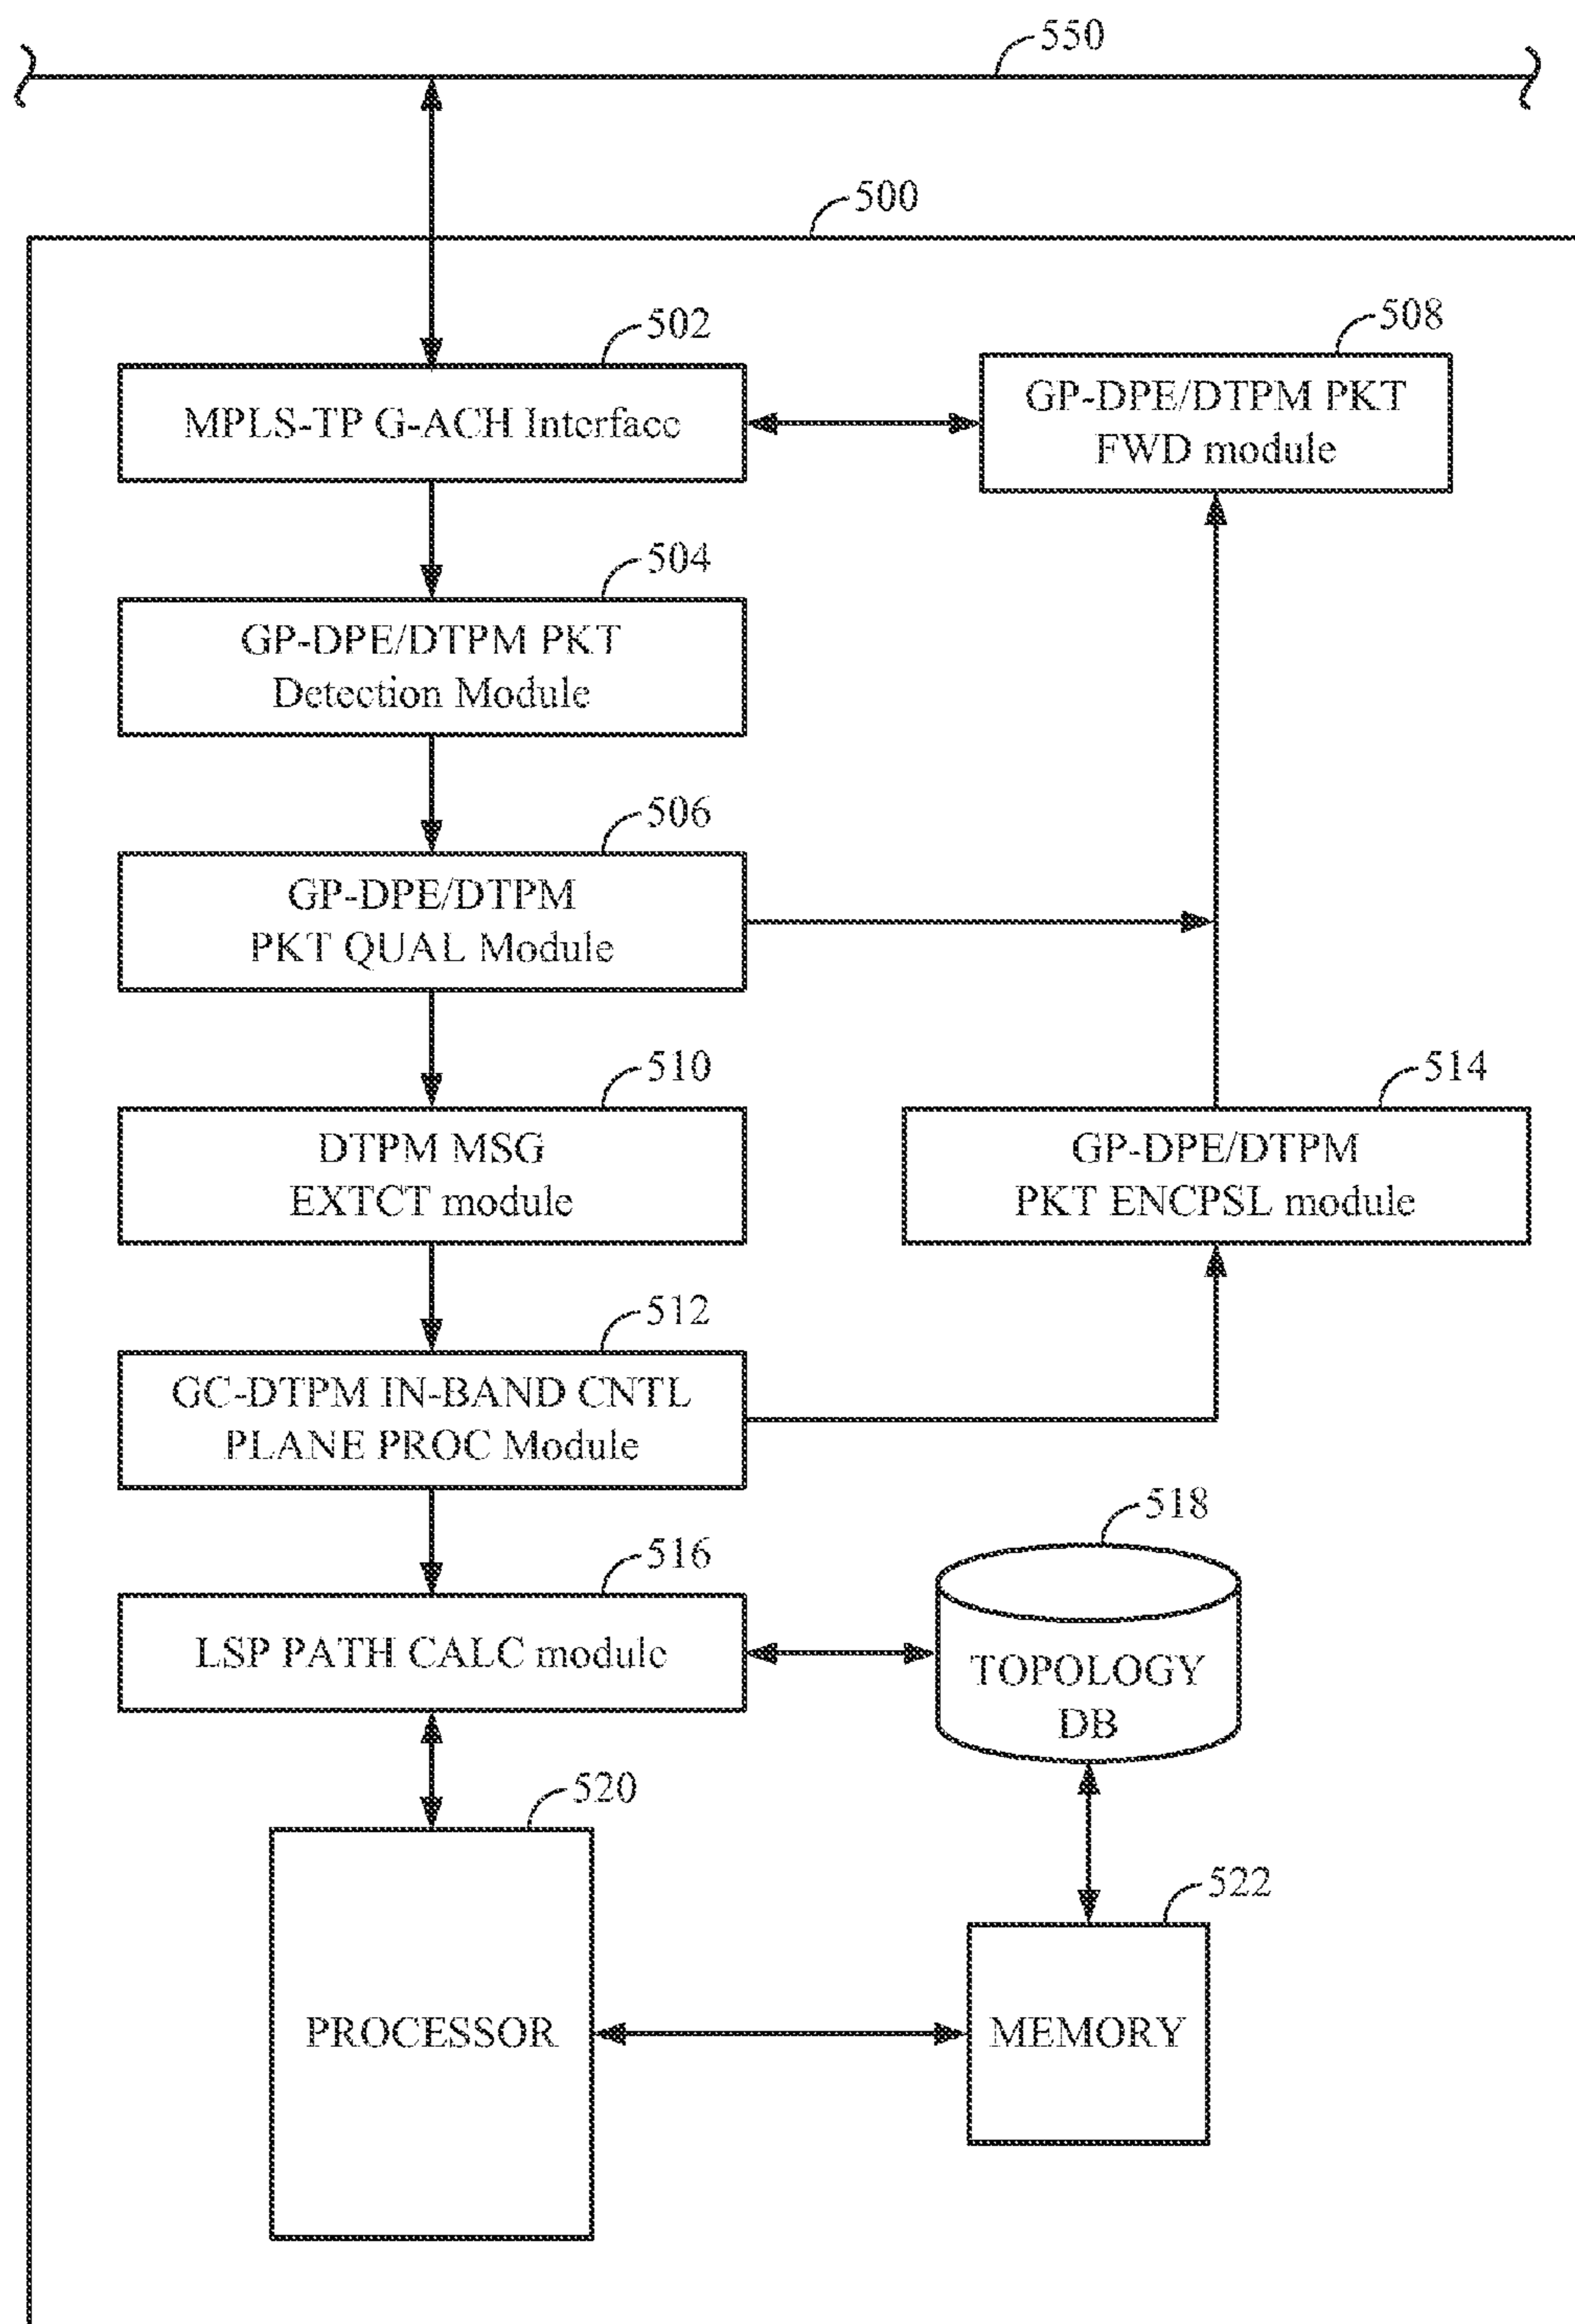 550
500
502
MPLS-TP G-ACH Interface
508
GP-DPE/DTPM PKT
FWD module
504
GP-DPE/DTPM PKT
Detection Module
506
GP-DPE/DTPM
PKT QUAL Module
510
DTPM MSG
EXTCT module
514
GP-DPE/DTPM
PKT ENCPSL module
512
GC-DTPM IN-BAND CNTL
PLANE PROC Module
516
LSP PATH CALC module
518
TOPOLOGY
DB
520
PROCESSOR
522
MEMORY